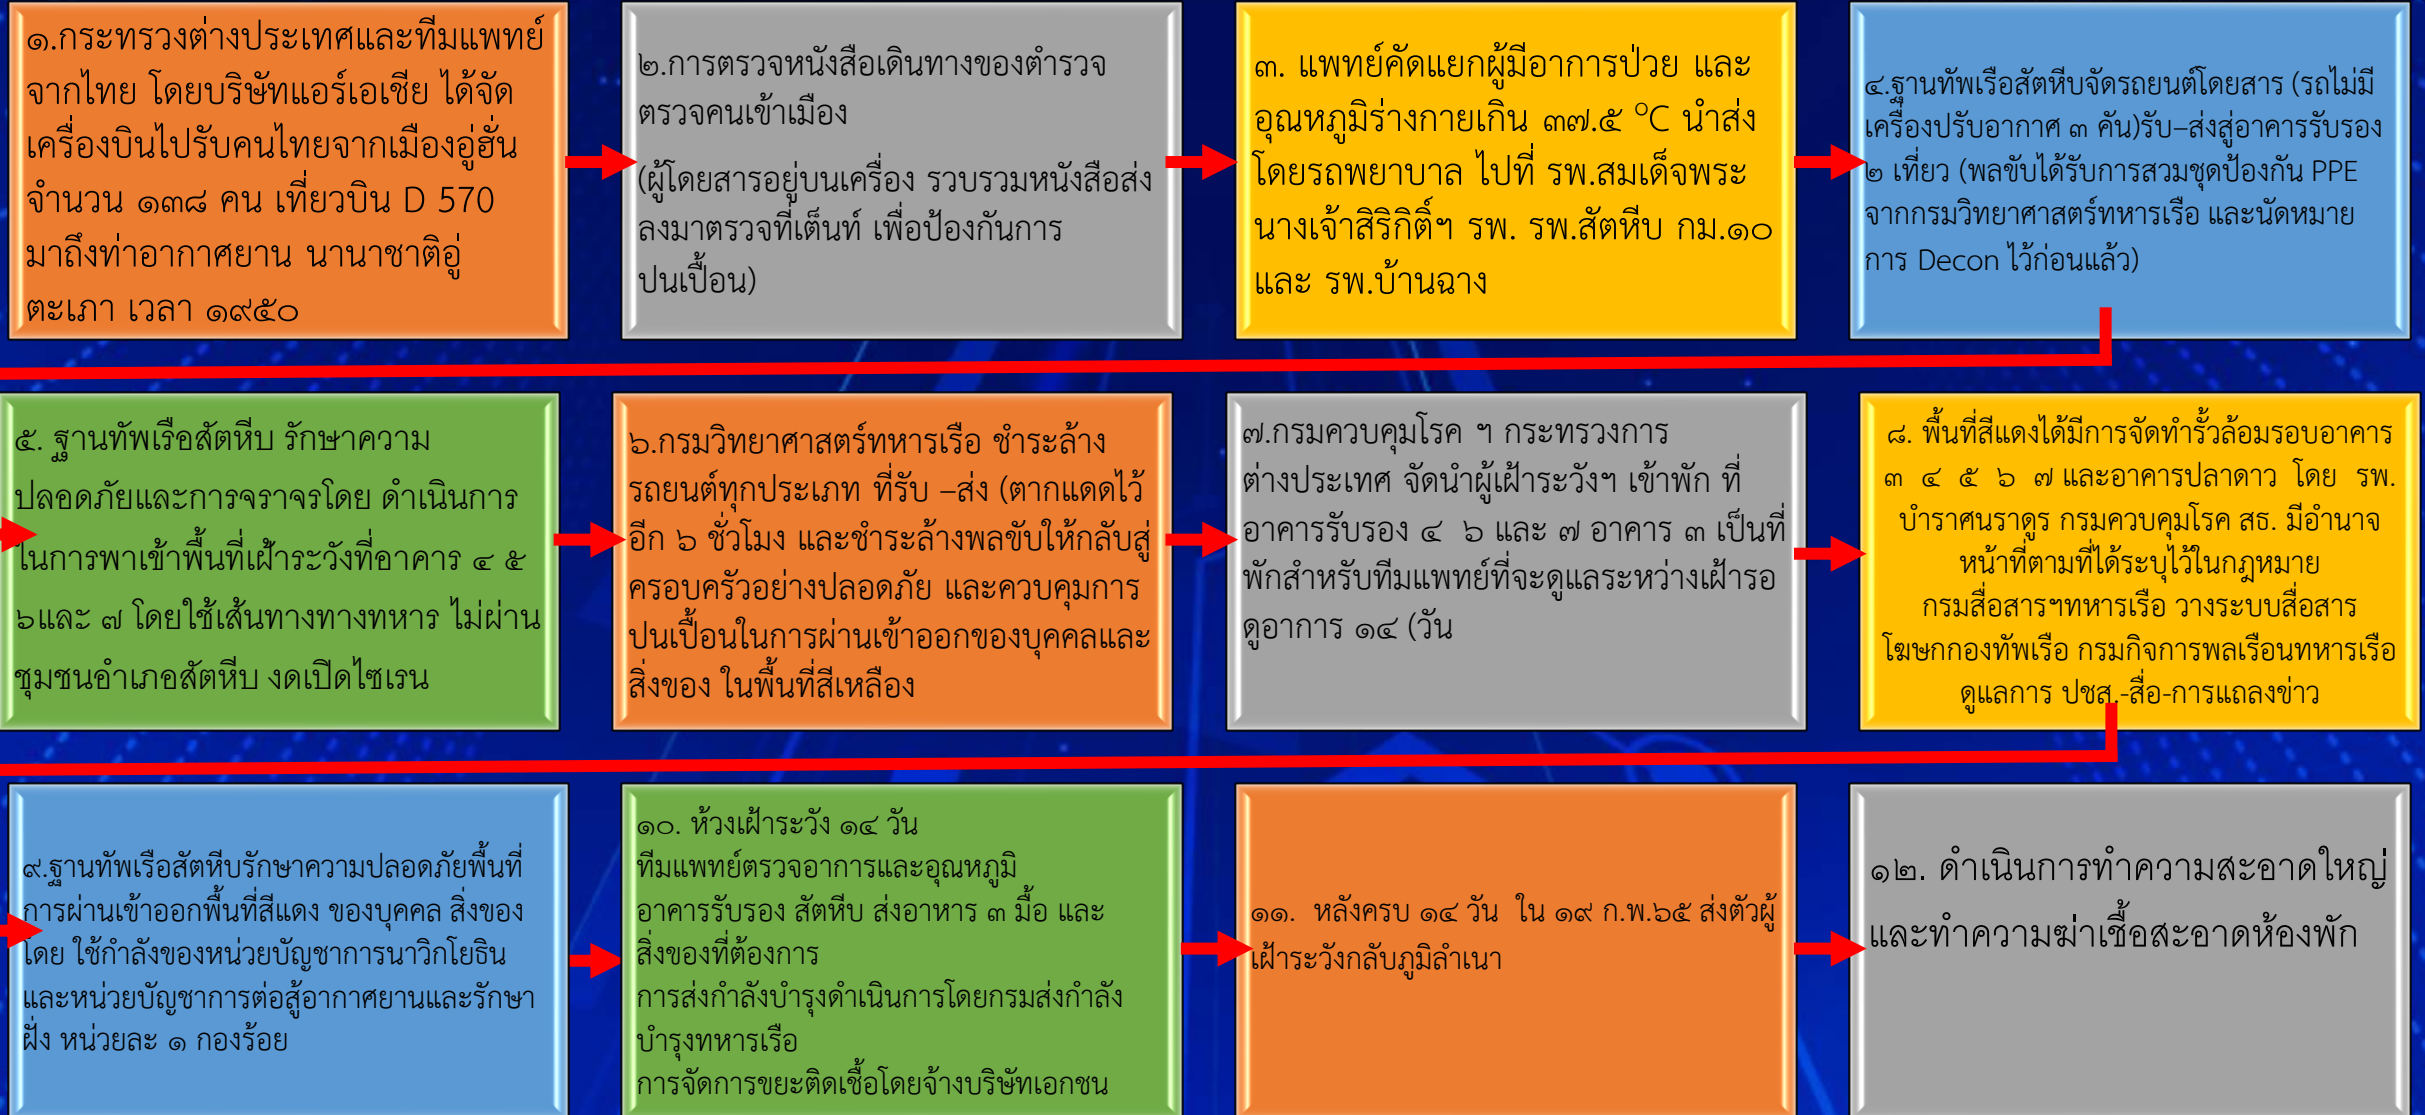 ๑.กระทรวงต่างประเทศและทีมแพทย์
จากไทย โดยบริษัทแอร์เอเชีย ได้จัด
เครื่องบินไปรับคนไทยจากเมืองอู่ฮั่น
จำนวน ๑๓๘ คน เที่ยวบิน D 570
มาถึงท่าอากาศยาน นานาชาติอู่
ตะเภา เวลา ๑๙๕๐
๒.การตรวจหนังสือเดินทางของตำรวจ
ตรวจคนเข้าเมือง
(ผู้โดยสารอยู่บนเครื่อง รวบรวมหนังสือส่ง
ลงมาตรวจที่เต็นท์ เพื่อป้องกันการ
ปนเปื้อน)
๓. แพทย์คัดแยกผู้มีอาการป่วย และ
อุณหภูมิร่างกายเกิน ๓๗.๕ °C นำส่ง
โดยรถพยาบาล ไปที่ รพ.สมเด็จพระ
นางเจ้าสิริกิติ์ฯ รพ. รพ.สัตหีบ กม.๑๐
และ รพ.บ้านฉาง
๔.ฐานทัพเรือสัตหีบจัดรถยนต์โดยสาร (รถไม่มี
เครื่องปรับอากาศ ๓ คัน)รับ–ส่งสู่อาคารรับรอง
๒ เที่ยว (พลขับได้รับการสวมชุดป้องกัน PPE
จากกรมวิทยาศาสตร์ทหารเรือ และนัดหมาย
การ Decon ไว้ก่อนแล้ว)
๕. ฐานทัพเรือสัตหีบ รักษาความ
ปลอดภัยและการจราจรโดย ดำเนินการ
ในการพาเข้าพื้นที่เฝ้าระวังที่อาคาร ๔ ๕
๖และ ๗ โดยใช้เส้นทางทางทหาร ไม่ผ่าน
ชุมชนอำเภอสัตหีบ งดเปิดไซเรน
๖.กรมวิทยาศาสตร์ทหารเรือ ชำระล้าง
รถยนต์ทุกประเภท ที่รับ –ส่ง (ตากแดดไว้
อีก ๖ ชั่วโมง และชำระล้างพลขับให้กลับสู่
ครอบครัวอย่างปลอดภัย และควบคุมการ
ปนเปื้อนในการผ่านเข้าออกของบุคคลและ
สิ่งของ ในพื้นที่สีเหลือง
๗.กรมควบคุมโรค ฯ กระทรวงการ
ต่างประเทศ จัดนำผู้เฝ้าระวังฯ เข้าพัก ที่
อาคารรับรอง ๔ ๖ และ ๗ อาคาร ๓ เป็นที่
พักสำหรับทีมแพทย์ที่จะดูแลระหว่างเฝ้ารอ
ดูอาการ ๑๔ (วัน
๘. พื้นที่สีแดงได้มีการจัดทำรั้วล้อมรอบอาคาร
๓ ๔ ๕ ๖ ๗ และอาคารปลาดาว โดย รพ.
บำราศนราดูร กรมควบคุมโรค สธ. มีอำนาจ
หน้าที่ตามที่ได้ระบุไว้ในกฎหมาย
กรมสื่อสารฯทหารเรือ วางระบบสื่อสาร
โฆษกกองทัพเรือ กรมกิจการพลเรือนทหารเรือ
ดูแลการ ปชส.-สื่อ-การแถลงข่าว
๙.ฐานทัพเรือสัตหีบรักษาความปลอดภัยพื้นที่
การผ่านเข้าออกพื้นที่สีแดง ของบุคคล สิ่งของ
โดย ใช้กำลังของหน่วยบัญชาการนาวิกโยธิน
และหน่วยบัญชาการต่อสู้อากาศยานและรักษา
ฝั่ง หน่วยละ ๑ กองร้อย
๑๐. ห้วงเฝ้าระวัง ๑๔ วัน
ทีมแพทย์ตรวจอาการและอุณหภูมิ
อาคารรับรอง สัตหีบ ส่งอาหาร ๓ มื้อ และ
สิ่งของที่ต้องการ
การส่งกำลังบำรุงดำเนินการโดยกรมส่งกำลัง
บำรุงทหารเรือ
การจัดการขยะติดเชื้อโดยจ้างบริษัทเอกชน
๑๑. หลังครบ ๑๔ วัน ใน ๑๙ ก.พ.๖๕ ส่งตัวผู้
เฝ้าระวังกลับภูมิลำเนา
๑๒. ดำเนินการทำความสะอาดใหญ่
และทำความฆ่าเชื้อสะอาดห้องพัก